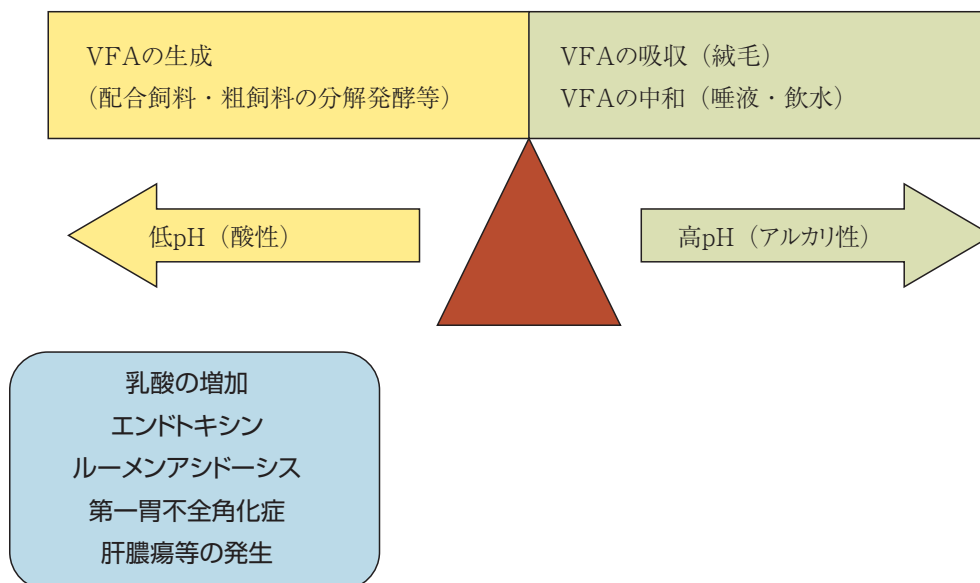 VFAの生成
(配合飼料・粗飼料の分解発酵等)
VFAの吸収(絨毛)
VFAの中和(唾液・飲水)
低pH(酸性)
高pH(アルカリ性)
乳酸の増加
エンドトキシン
ルーメンアシドーシス
第一胃不全角化症
肝膿瘍等の発生